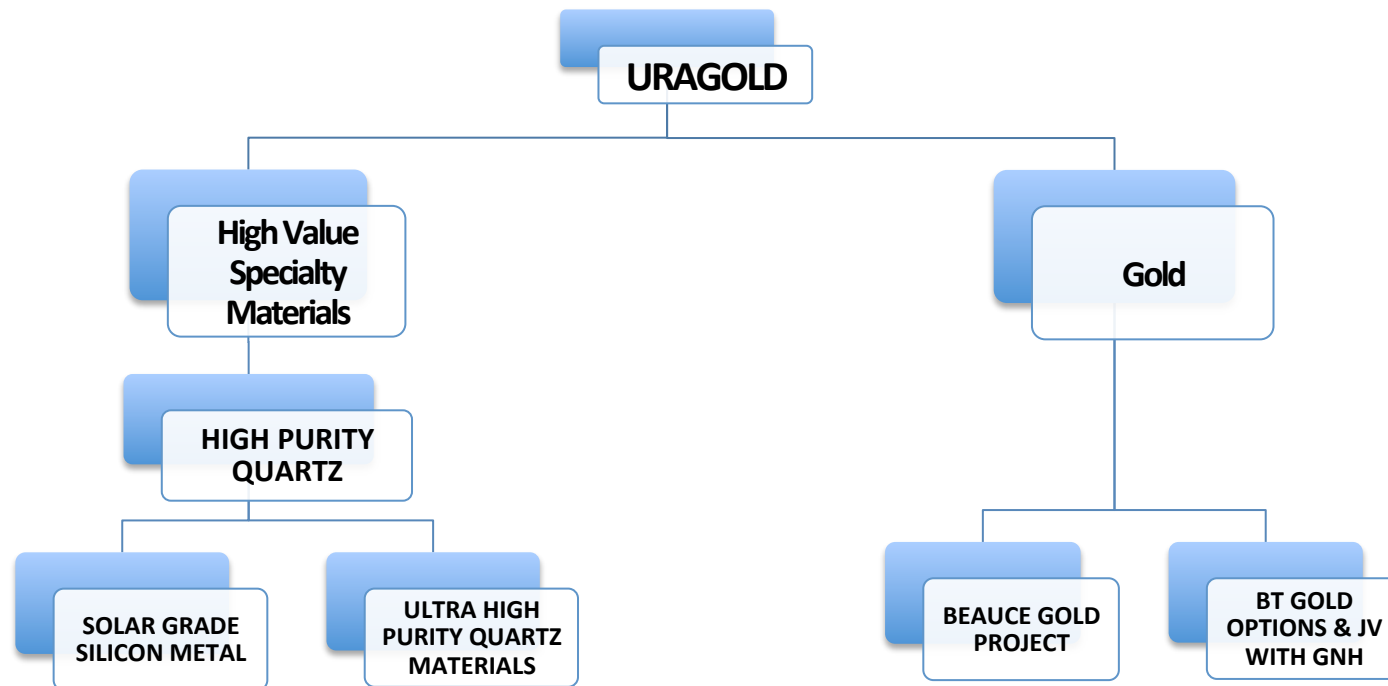 URAGOLD
High Value
Specialty
Materials
Gold
HIGH PURITY
QUARTZ
SOLAR GRADE
SILICON METAL
ULTRA HIGH
PURITY QUARTZ
MATERIALS
BEAUCE GOLD
PROJECT
BT GOLD
OPTIONS & JV
WITH GNH